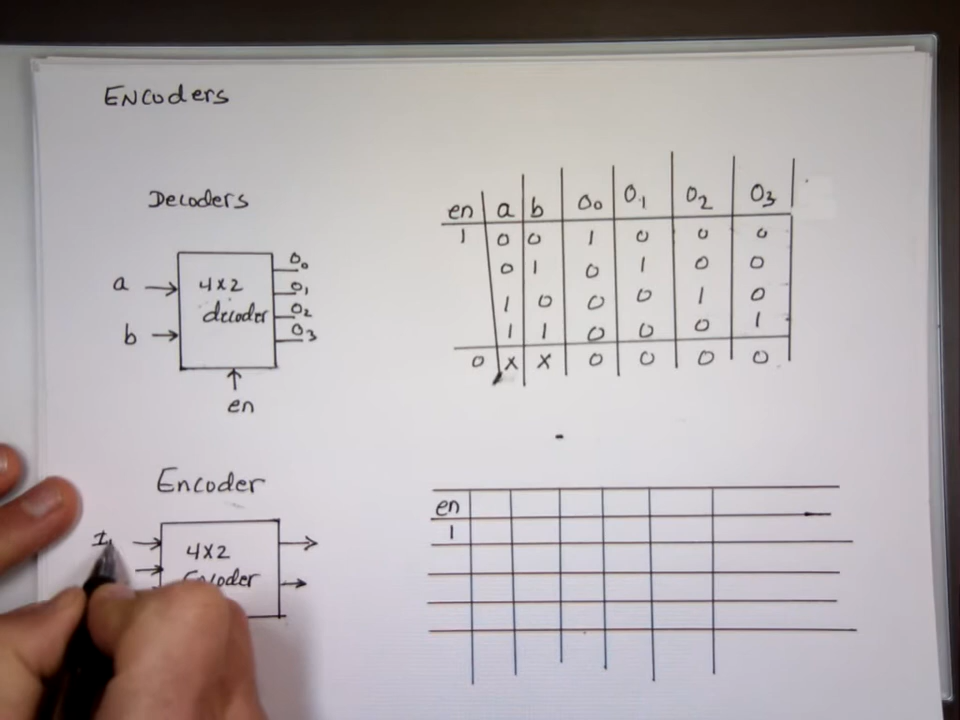 ENCoders
Decoders
a
b
4x2
decoder
O0
O1
O2
O3
en
en a b O0 O1 O2 O3
1 0 0 1 0 0 0
0 1 0 1 0 0
1 0 0 0 1 0
1 1 0 0 0 1
0 x x 0 0 0 0
Encoder
4x2
en
1